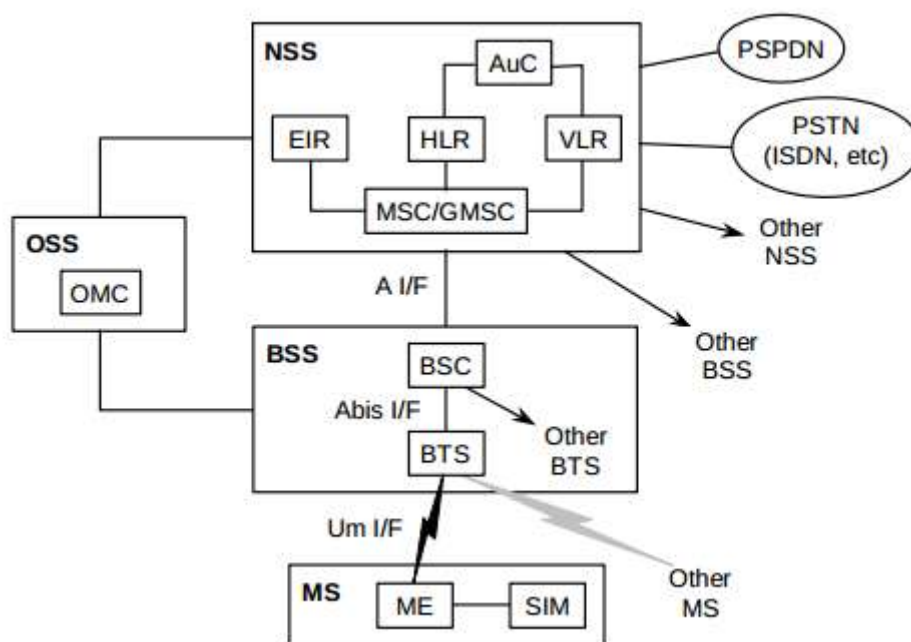 NSS
AuC
PSPDN
EIR
HLR
VLR
PSTN
(ISDN, etc)
MSC/GMSC
Other
NSS
OSS
OMC
A I/F
Other
BSS
BSS
BSC
Abis I/F
Other
BTS
BTS
Um I/F
Other
MS
MS
ME
SIM